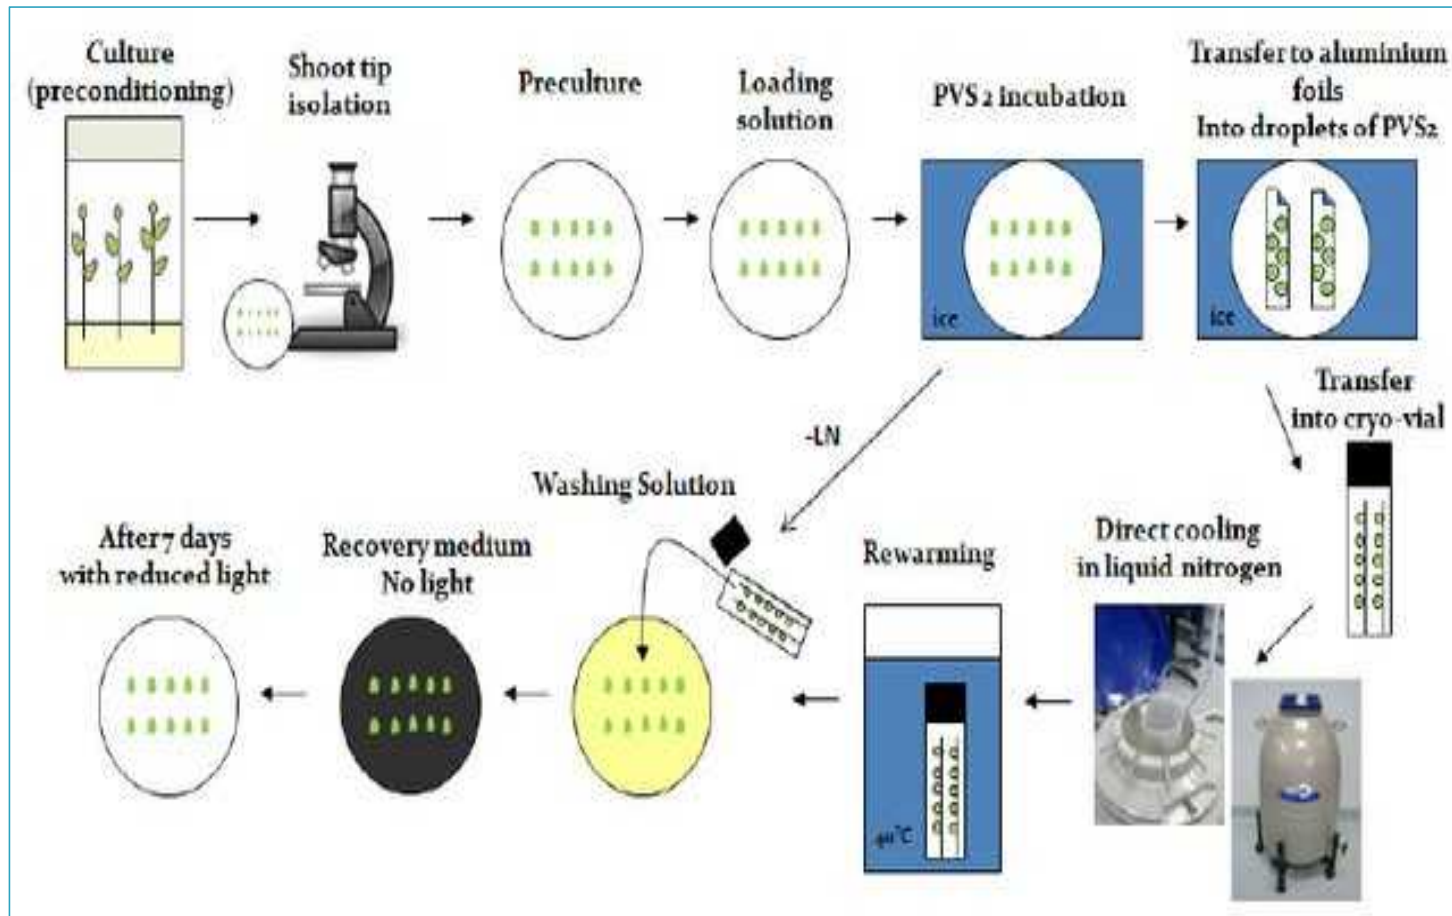 Culture
(preconditioning)
Shoot tip
isolation
Preculture
Loading
solution
PVS2 incubation
ice
Transfer to aluminium
foils
Into droplets of PVS2
ice
Transfer
into cryo-vial
-LN
Direct cooling
in liquid nitrogen
Rewarming
40°C
Washing Solution
Recovery medium
No light
After 7 days
with reduced light